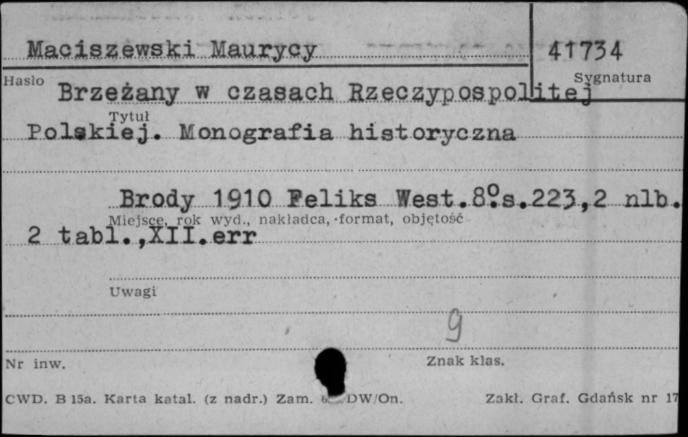 Maciszewski Maurycy 41734
Hasło Sygnatura
Brzeżany w czasach Rzeczypospolitej
Tytuł
Polskiej. Monografia historyczna
Brody 1910 Feliks West.8°.s.223,2 nlb.
Miejsce, rok wyd., nakładca, format, objętość
2 tabl.,XII.err
Uwagi
9
Nr inw. Znak klas.
CWD. B 15a. Karta katal. (z nadr.) Zam. DW/On. Zakł. Graf. Gdańsk nr 17